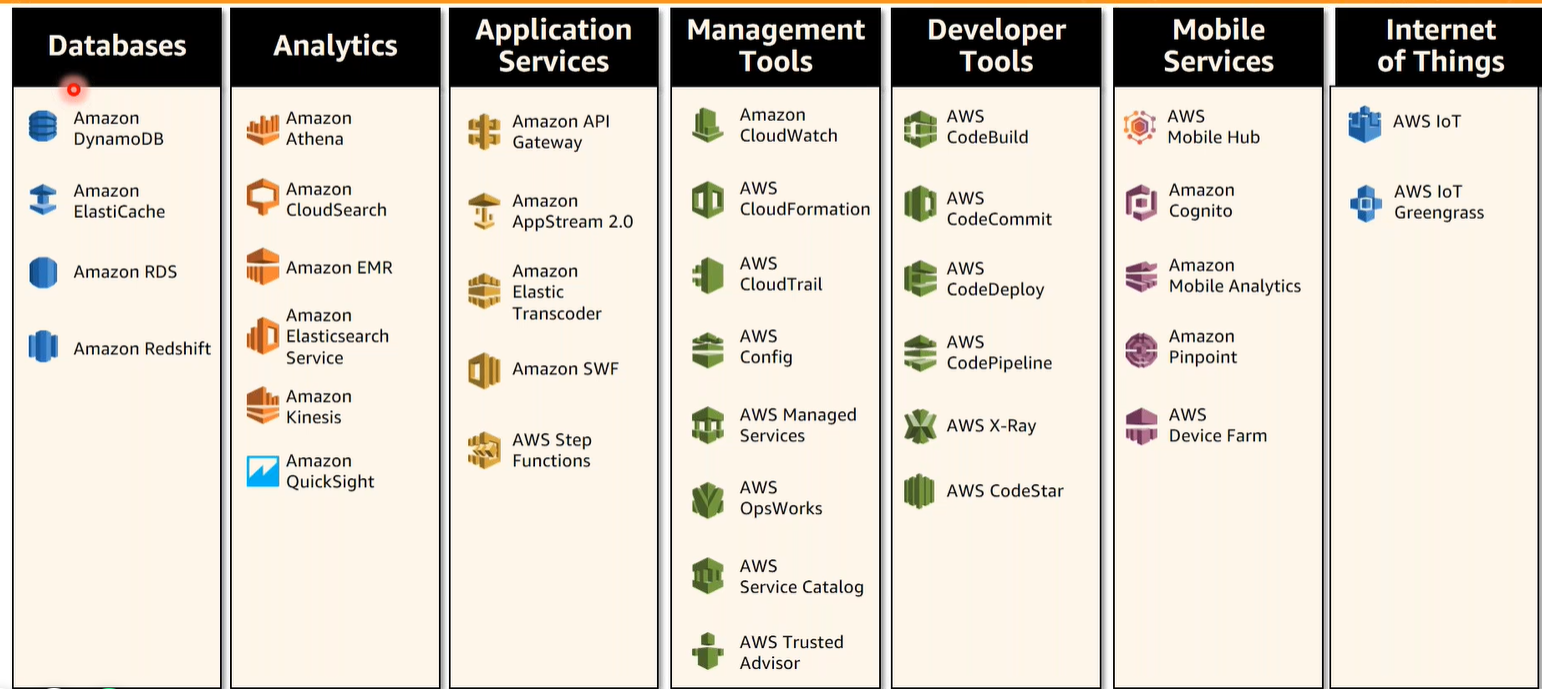 Databases
Amazon
DynamoDB
Amazon
ElastiCache
Amazon RDS
Amazon Redshift
Analytics
Amazon
Athena
Amazon
CloudSearch
Amazon EMR
Amazon
Elasticsearch
Service
Amazon
Kinesis
Amazon
QuickSight
Application
Services
Amazon API
Gateway
Amazon
AppStream 2.0
Amazon
Elastic
Transcoder
Amazon SWF
AWS Step
Functions
Management
Tools
Amazon
CloudWatch
AWS
CloudFormation
AWS
CloudTrail
AWS
Config
AWS Managed
Services
AWS
OpsWorks
AWS
Service Catalog
AWS Trusted
Advisor
Developer
Tools
AWS
CodeBuild
AWS
CodeCommit
AWS
CodeDeploy
AWS
CodePipeline
AWS X-Ray
AWS CodeStar
Mobile
Services
AWS
Mobile Hub
Amazon
Cognito
Amazon
Mobile Analytics
Amazon
Pinpoint
AWS
Device Farm
Internet
of Things
AWS IoT
AWS IoT
Greengrass